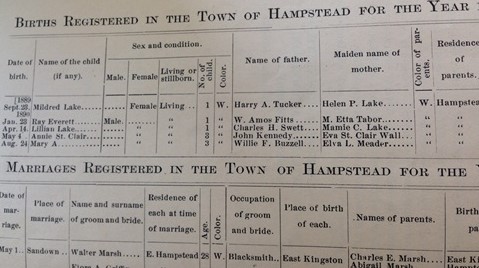 BIRTHS REGISTERED IN THE TOWN OF HAMPSTEAD FOR THE YEAR
Date of birth. Name of the child (if any). Sex and condition. Male. Female Living or stillborn. No. of child. Color. Name of father. Maiden name of mother. Color of parents. Residence of parents.
1889
Sept. 23. Mildred Lake...... Female Living.. 1 W. Harry A. Tucker.... Helen P. Lake........ W. Hampstea
1890
Jan. 23 Ray Everett...... Male. " 1 " W. Amos Fitts..... M. Etta Tabor........ "
Apr. 14. Lillian Lake...... " " 1 " Charles H. Swett... Mamie C. Lake....... "
May 4 Annie St. Clair.... " " 3 " John Kennedy..... Eva St. Clair Wall.... "
Aug. 24 Mary A " " 3 " Willie F. Buzzell... Elva L. Meader....... "
MARRIAGES REGISTERED IN THE TOWN OF HAMPSTEAD FOR THE Y
Date of marriage. Place of marriage. Name and surname of groom and bride. Residence of each at time of marriage. Age. Color. Occupation of groom and bride. Place of birth of each. Names of parents. Birth pa
May 1.. Sandown .. Walter Marsh.... E. Hampstead 28 W. Blacksmith.. East Kingston Charles E. Marsh... East K
Abigail Marsh